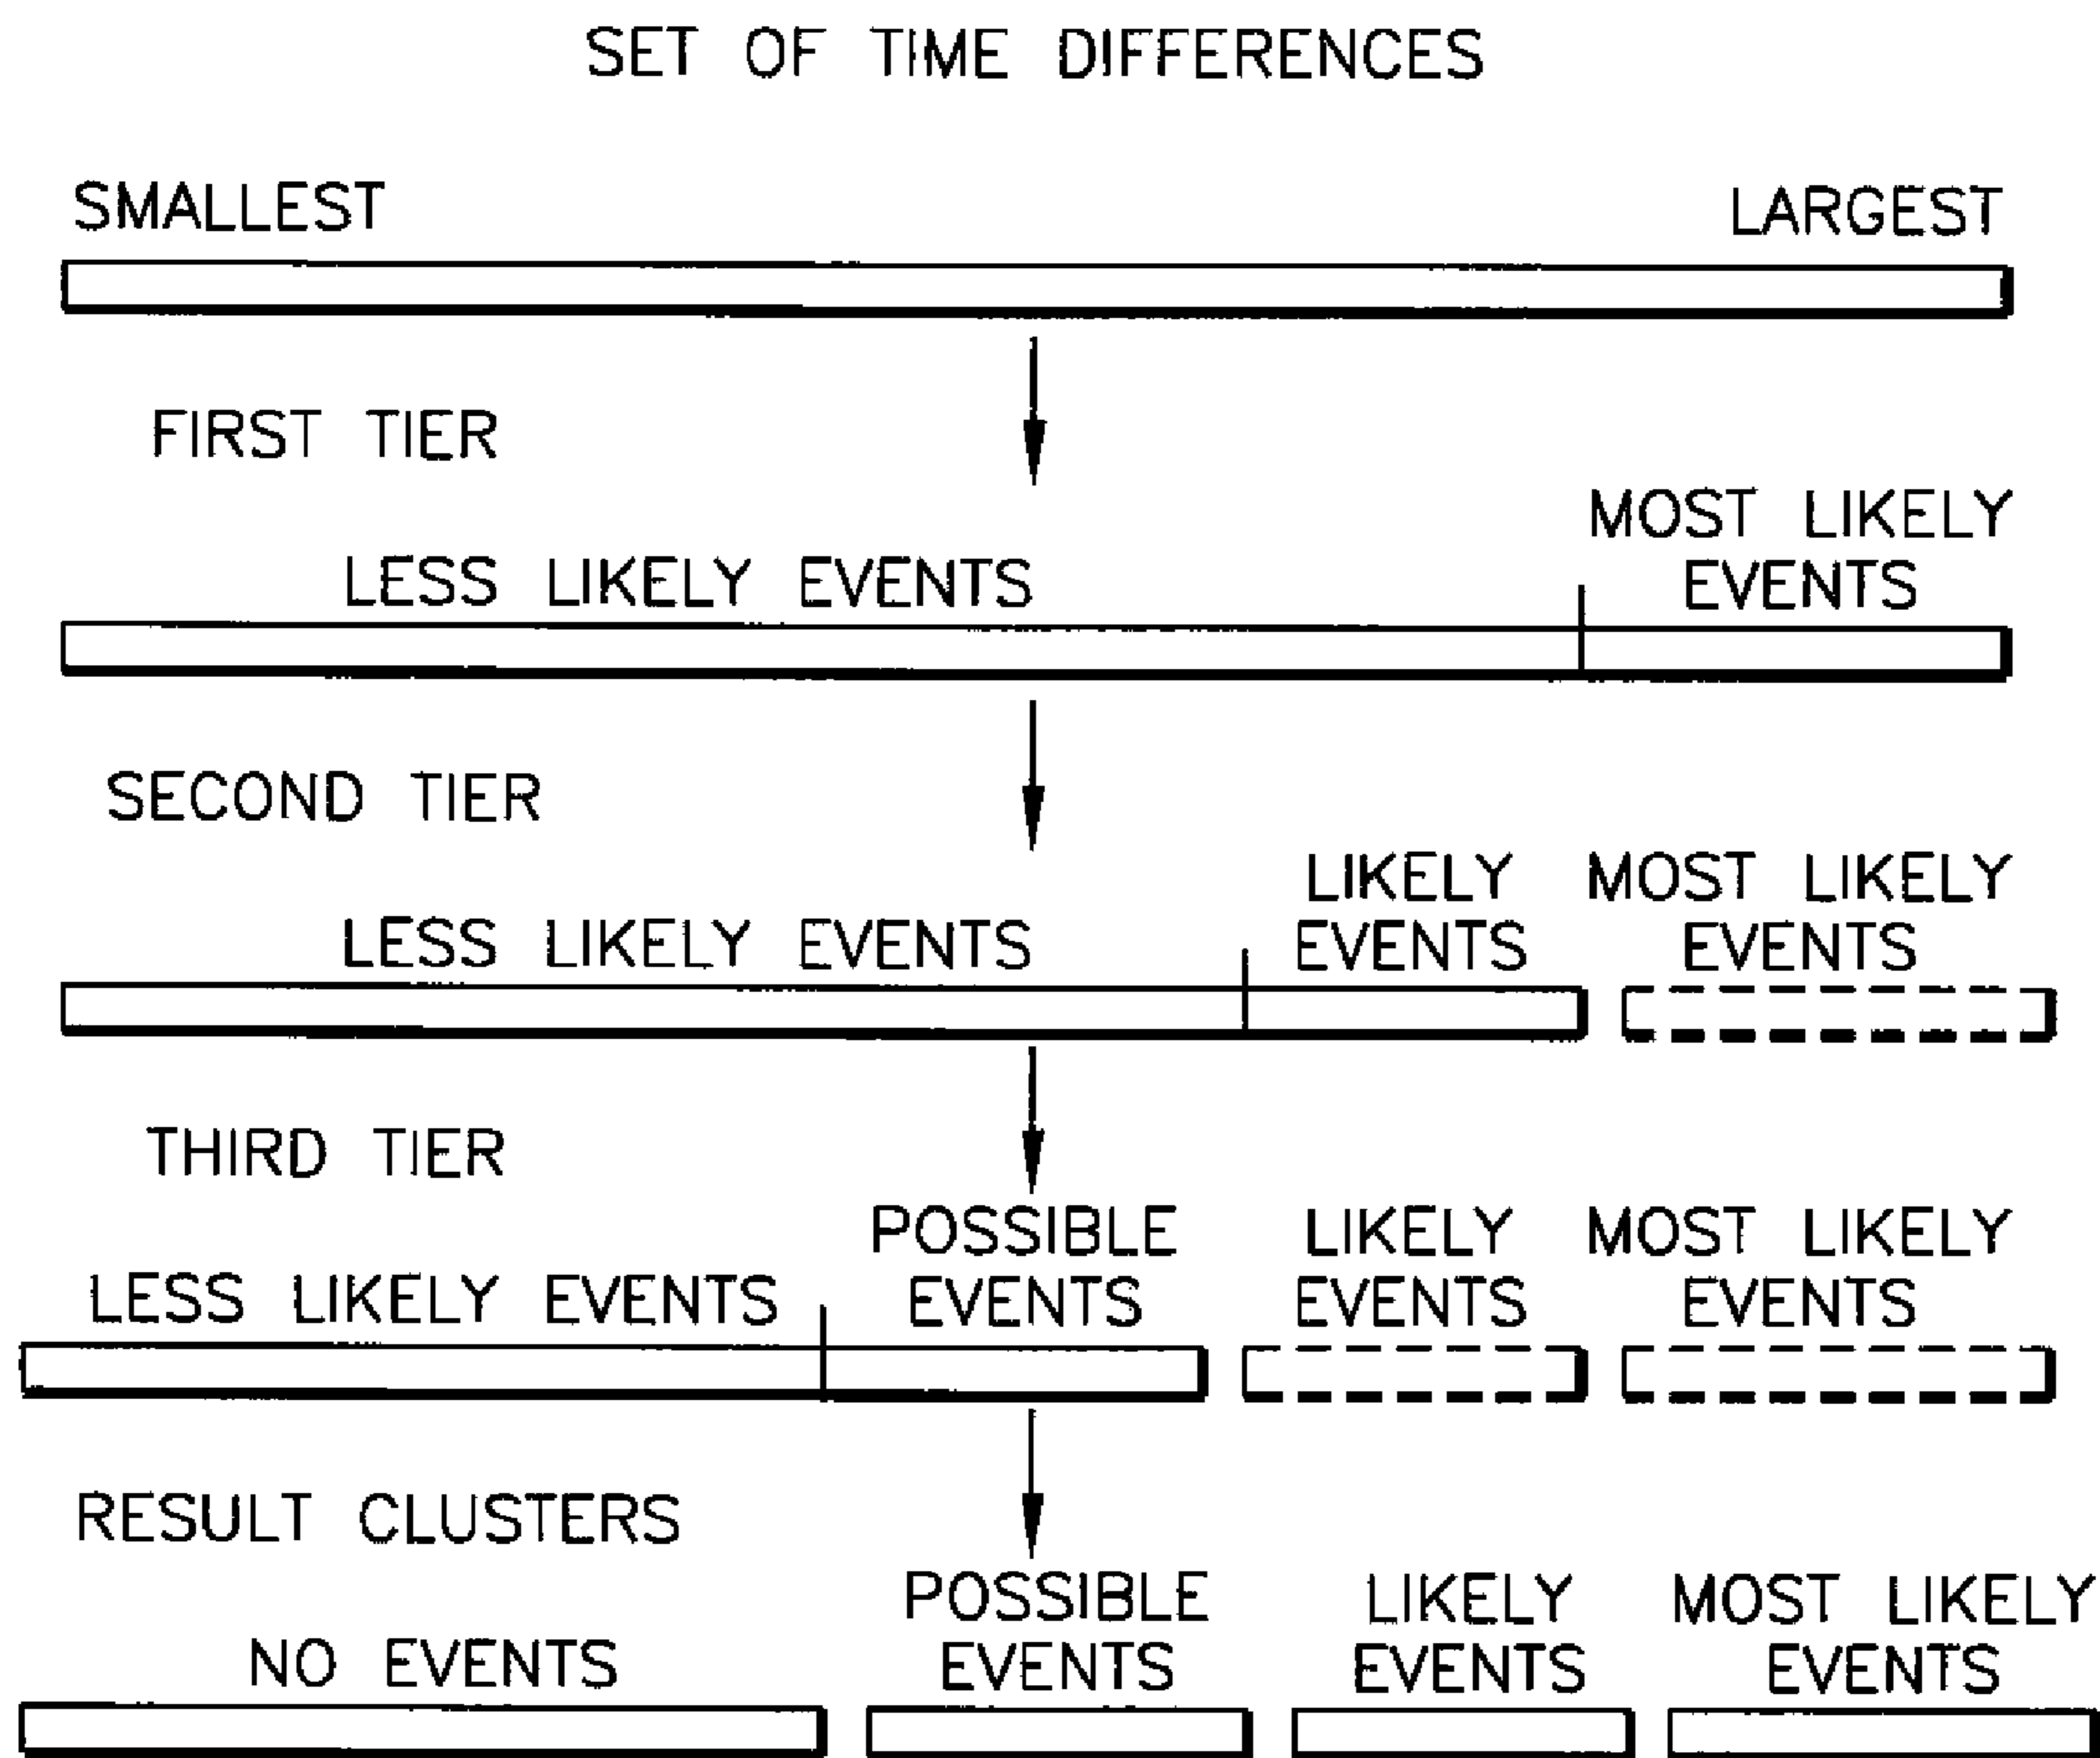 SET OF TIME DIFFERENCES
SMALLEST
LARGEST
FIRST TIER
MOST LIKELY
LESS LIKELY EVENTS
EVENTS
SECOND TIER
LIKELY
MOST LIKELY
LESS LIKELY EVENTS
EVENTS
EVENTS
THIRD TIER
POSSIBLE
LIKELY
MOST LIKELY
LESS LIKELY EVENTS
EVENTS
EVENTS
EVENTS
RESULT CLUSTERS
POSSIBLE
LIKELY
MOST LIKELY
NO EVENTS
EVENTS
EVENTS
EVENTS